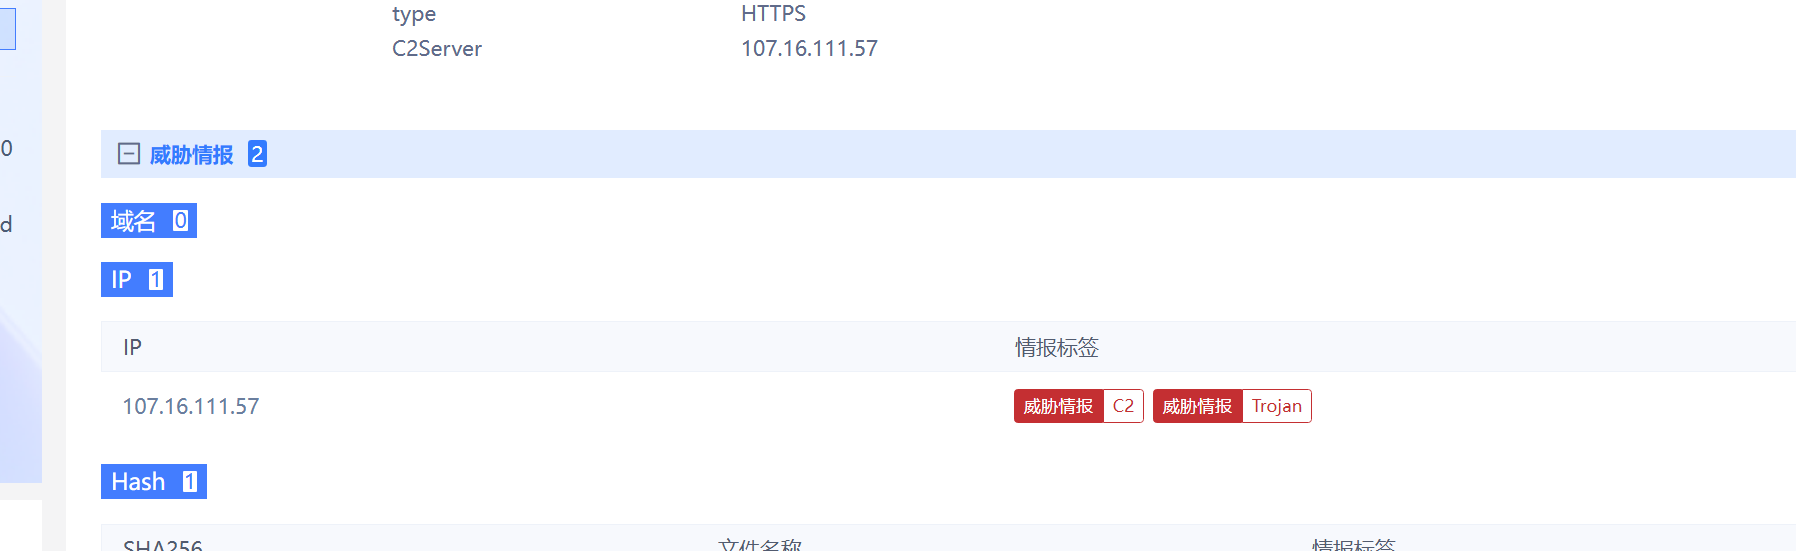 type HTTPS
C2Server 107.16.111.57
0
威胁情报 2
域名 0
d
IP 1
IP 情报标签
107.16.111.57 威胁情报 C2 威胁情报 Trojan
Hash 1
SHA256 文件名称 情报标签